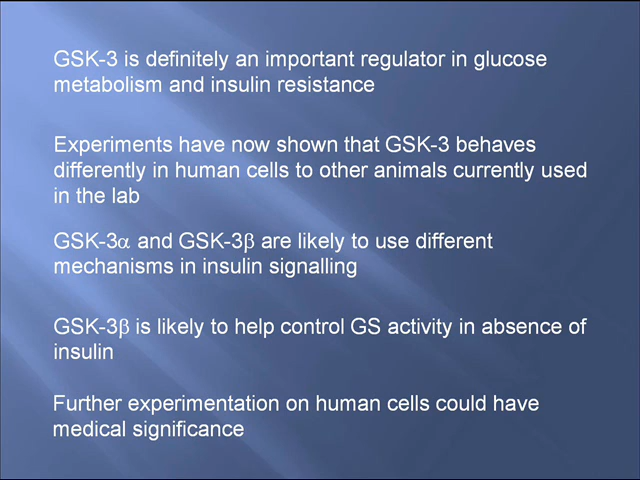 GSK-3 is definitely an important regulator in glucose
metabolism and insulin resistance
Experiments have now shown that GSK-3 behaves
differently in human cells to other animals currently used
in the lab
GSK-3α and GSK-3β are likely to use different
mechanisms in insulin signalling
GSK-3β is likely to help control GS activity in absence of
insulin
Further experimentation on human cells could have
medical significance